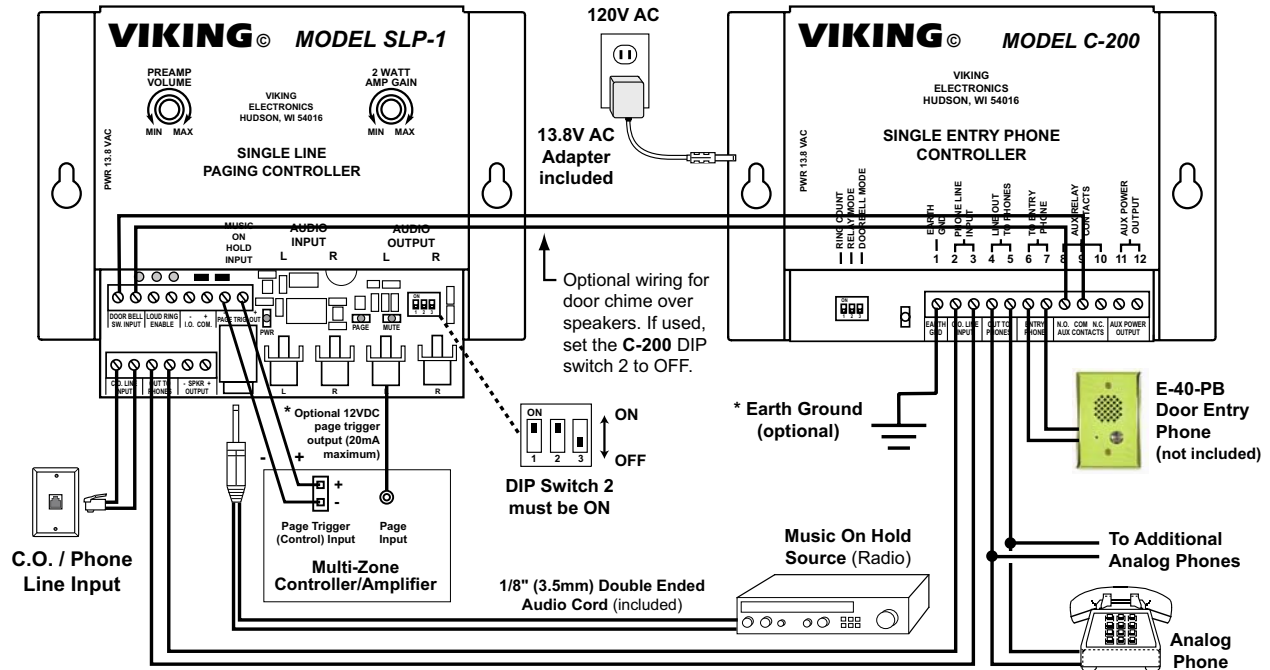 VIKING © MODEL SLP-1
PREAMP
VOLUME
MIN MAX
2 WATT
AMP GAIN
MIN MAX
VIKING
ELECTRONICS
HUDSON, WI 54016
SINGLE LINE
PAGING CONTROLLER
PWR 13.8 VAC
MUSIC
ON
HOLD
INPUT
AUDIO
INPUT
L R
AUDIO
OUTPUT
L R
DOOR BELL
SW. INPUT
LOUD RING
ENABLE
- +
I.O. COM.
PAGE TRIG OUT
+
PWR
PAGE
MUTE
ON
1 2 3
C.O. LINE
INPUT
OUT TO
PHONES
- SPKR +
OUTPUT
L
R
R
120V AC
13.8V AC
Adapter
included
VIKING © MODEL C-200
VIKING
ELECTRONICS
HUDSON, WI 54016
SINGLE ENTRY PHONE
CONTROLLER
PWR 13.8 VAC
RING COUNT
RELAY MODE
DOORBELL MODE
EARTH
GND
PHONE LINE
INPUT
LINE OUT
TO PHONES
TO ENTRY
PHONE
AUX RELAY
CONTACTS
AUX POWER
OUTPUT
1 2 3 4 5 6 7 8 9 10 11 12
ON
1 2 3
EARTH
GND
C.O. LINE
INPUT
OUT TO
PHONES
ENTRY
PHONE
N.O. COM N.C.
AUX CONTACTS
AUX POWER
OUTPUT
Optional wiring for
door chime over
speakers. If used,
set the C-200 DIP
switch 2 to OFF.
* Optional 12VDC
page trigger
output (20mA
maximum)
- +
+
-
Page Trigger
(Control) Input
Page
Input
Multi-Zone
Controller/Amplifier
ON
1 2 3
ON
OFF
DIP Switch 2
must be ON
* Earth Ground
(optional)
E-40-PB
Door Entry
Phone
(not included)
C.O. / Phone
Line Input
1/8" (3.5mm) Double Ended
Audio Cord (included)
Music On Hold
Source (Radio)
To Additional
Analog Phones
Analog
Phone